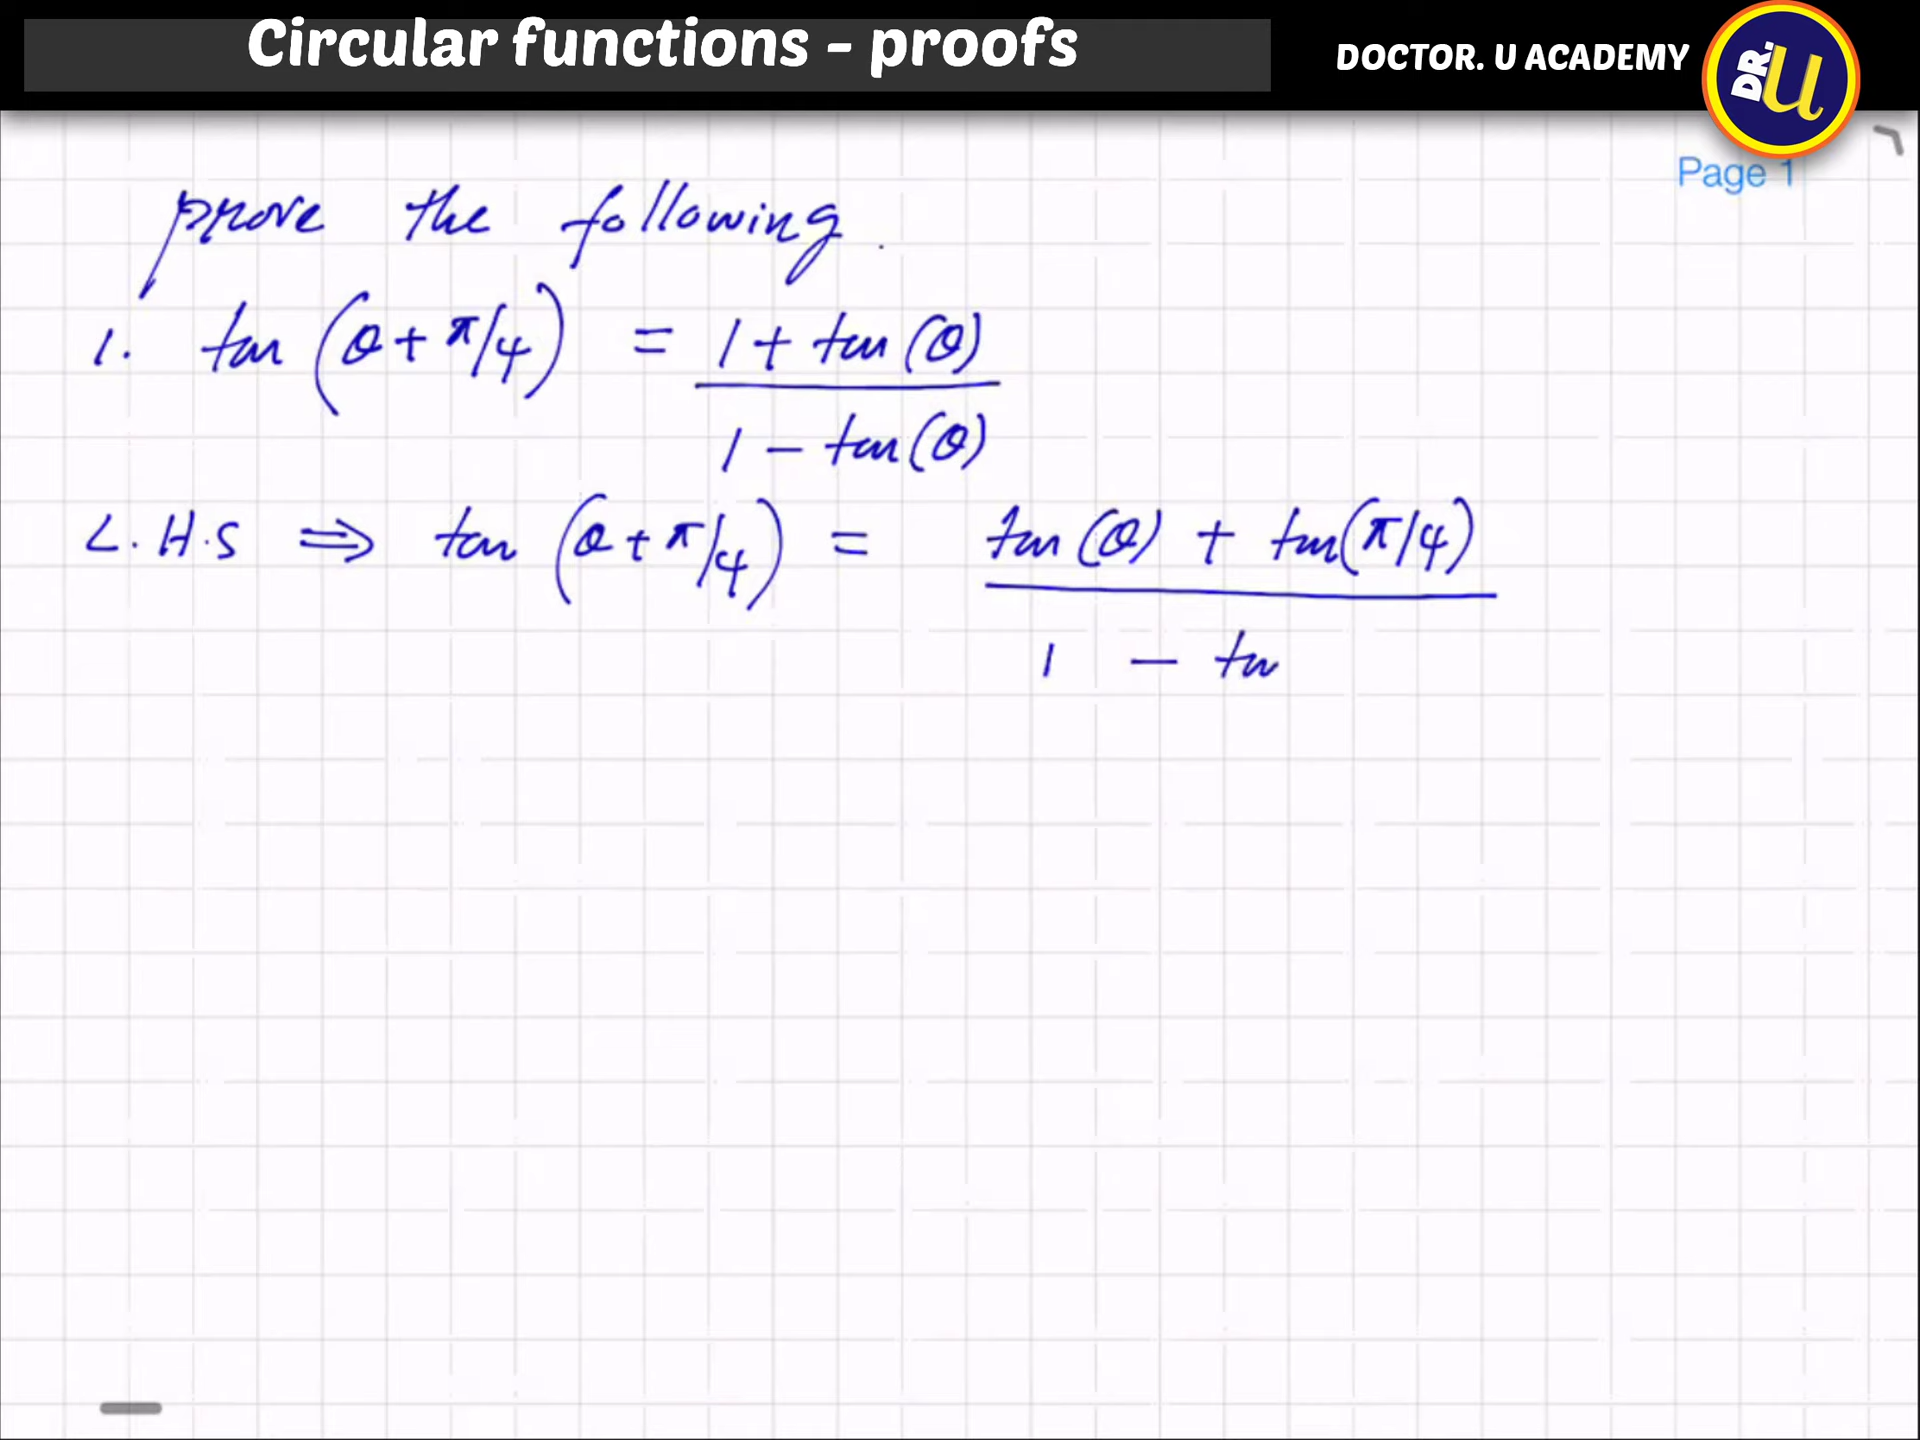 Circular functions - proofs
DOCTOR. U ACADEMY
DR. U
Page 1
prove the following.
1. tan (θ + π/4) = 1 + tan (θ)
1 - tan (θ)
L.H.S ⇒ tan (θ + π/4) = tan (θ) + tan (π/4)
1 - tan